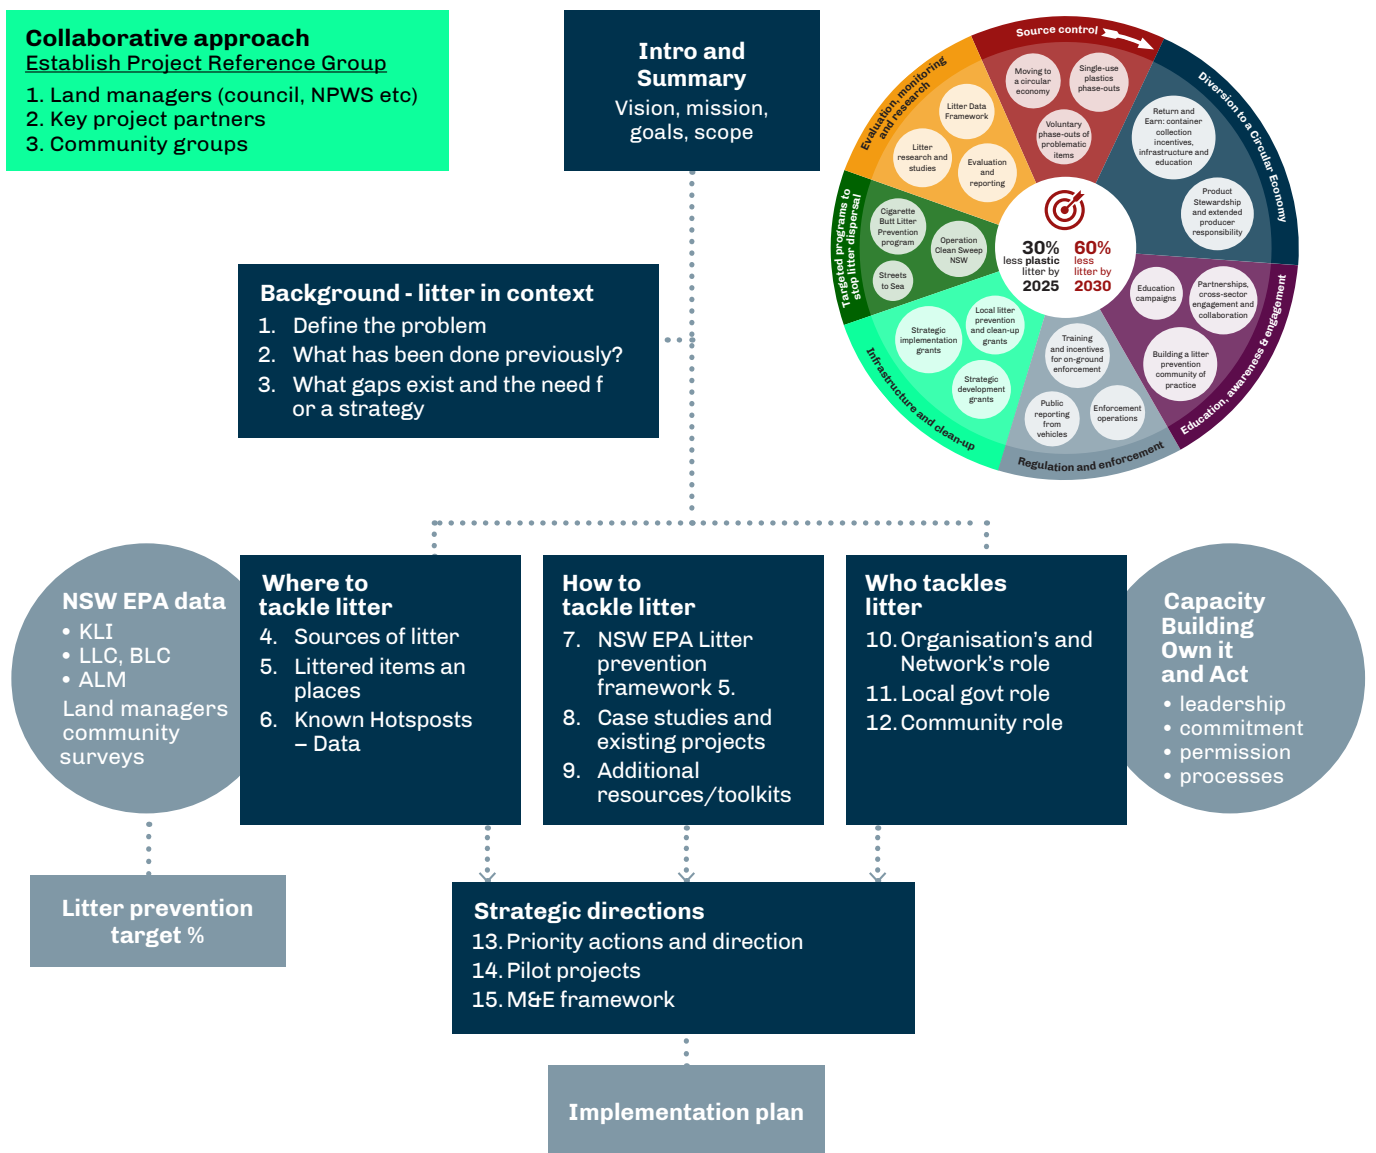 Collaborative approach
Establish Project Reference Group
1. Land managers (council, NPWS etc)
2. Key project partners
3. Community groups
Intro and
Summary
Vision, mission,
goals, scope
Source control
Moving to
a circular
economy
Single-use
plastics
phase-outs
Voluntary
phase-outs of
problematic
items
Diversion to a Circular Economy
Return and
Earn: container
collection
incentives,
infrastructure and
education
Product
Stewardship
and extended
producer
responsibility
Education, awareness & engagement
Education
campaigns
Partnerships,
cross-sector
engagement and
collaboration
Building a litter
prevention
community of
practice
Regulation and enforcement
Training
and incentives
for on-ground
enforcement
Public
reporting
from
vehicles
Enforcement
operations
Infrastructure and clean-up
Local litter
prevention
and clean-up
grants
Strategic
implementation
grants
Strategic
development
grants
Targeted programs to
stop litter dispersal
Cigarette
Butt Litter
Prevention
program
Operation
Clean Sweep
NSW
Streets
to Sea
Evaluation, monitoring
and research
Litter Data
Framework
Litter
research and
studies
Evaluation
and
reporting
30%
less plastic
litter by
2025
60%
less
litter by
2030
Background - litter in context
1. Define the problem
2. What has been done previously?
3. What gaps exist and the need f
or a strategy
NSW EPA data
• KLI
• LLC, BLC
• ALM
Land managers
community
surveys
Where to
tackle litter
4. Sources of litter
5. Littered items an
places
6. Known Hotsposts
– Data
How to
tackle litter
7. NSW EPA Litter
prevention
framework 5.
8. Case studies and
existing projects
9. Additional
resources/toolkits
Who tackles
litter
10. Organisation's and
Network's role
11. Local govt role
12. Community role
Capacity
Building
Own it
and Act
• leadership
• commitment
• permission
• processes
Litter prevention
target %
Strategic directions
13. Priority actions and direction
14. Pilot projects
15. M&E framework
Implementation plan